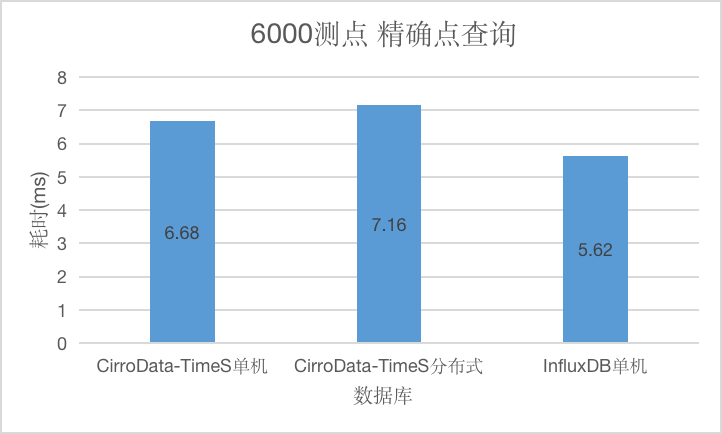 6000测点 精确点查询
8
7
6
5
4
3
2
1
0
耗时(ms)
6.68
7.16
5.62
CirroData-TimeS单机
CirroData-TimeS分布式
InfluxDB单机
数据库